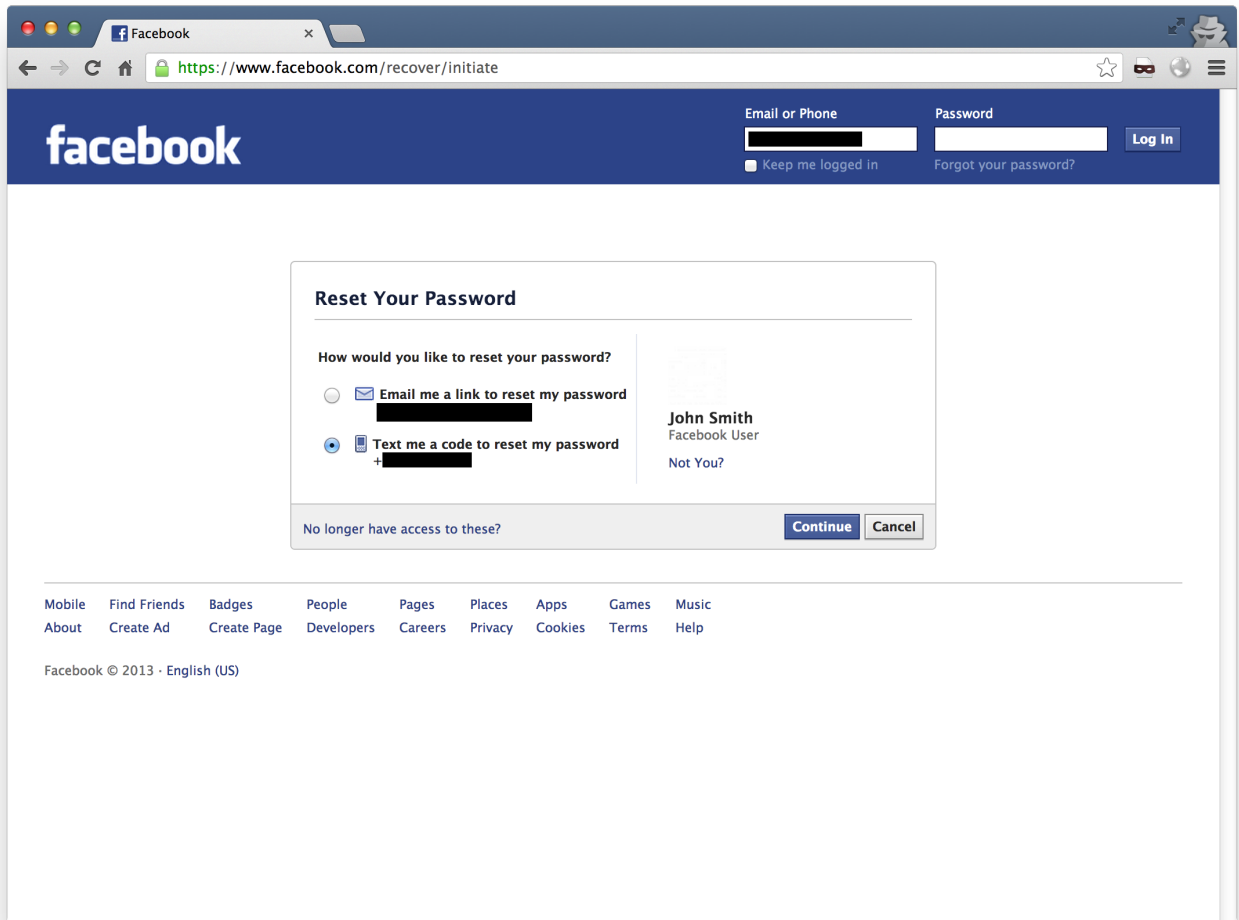 Facebook
https://www.facebook.com/recover/initiate
facebook
Email or Phone
Password
Log In
Keep me logged in
Forgot your password?
Reset Your Password
How would you like to reset your password?
Email me a link to reset my password
Text me a code to reset my password
+
John Smith
Facebook User
Not You?
No longer have access to these?
Continue
Cancel
Mobile Find Friends Badges People Pages Places Apps Games Music
About Create Ad Create Page Developers Careers Privacy Cookies Terms Help
Facebook © 2013 · English (US)